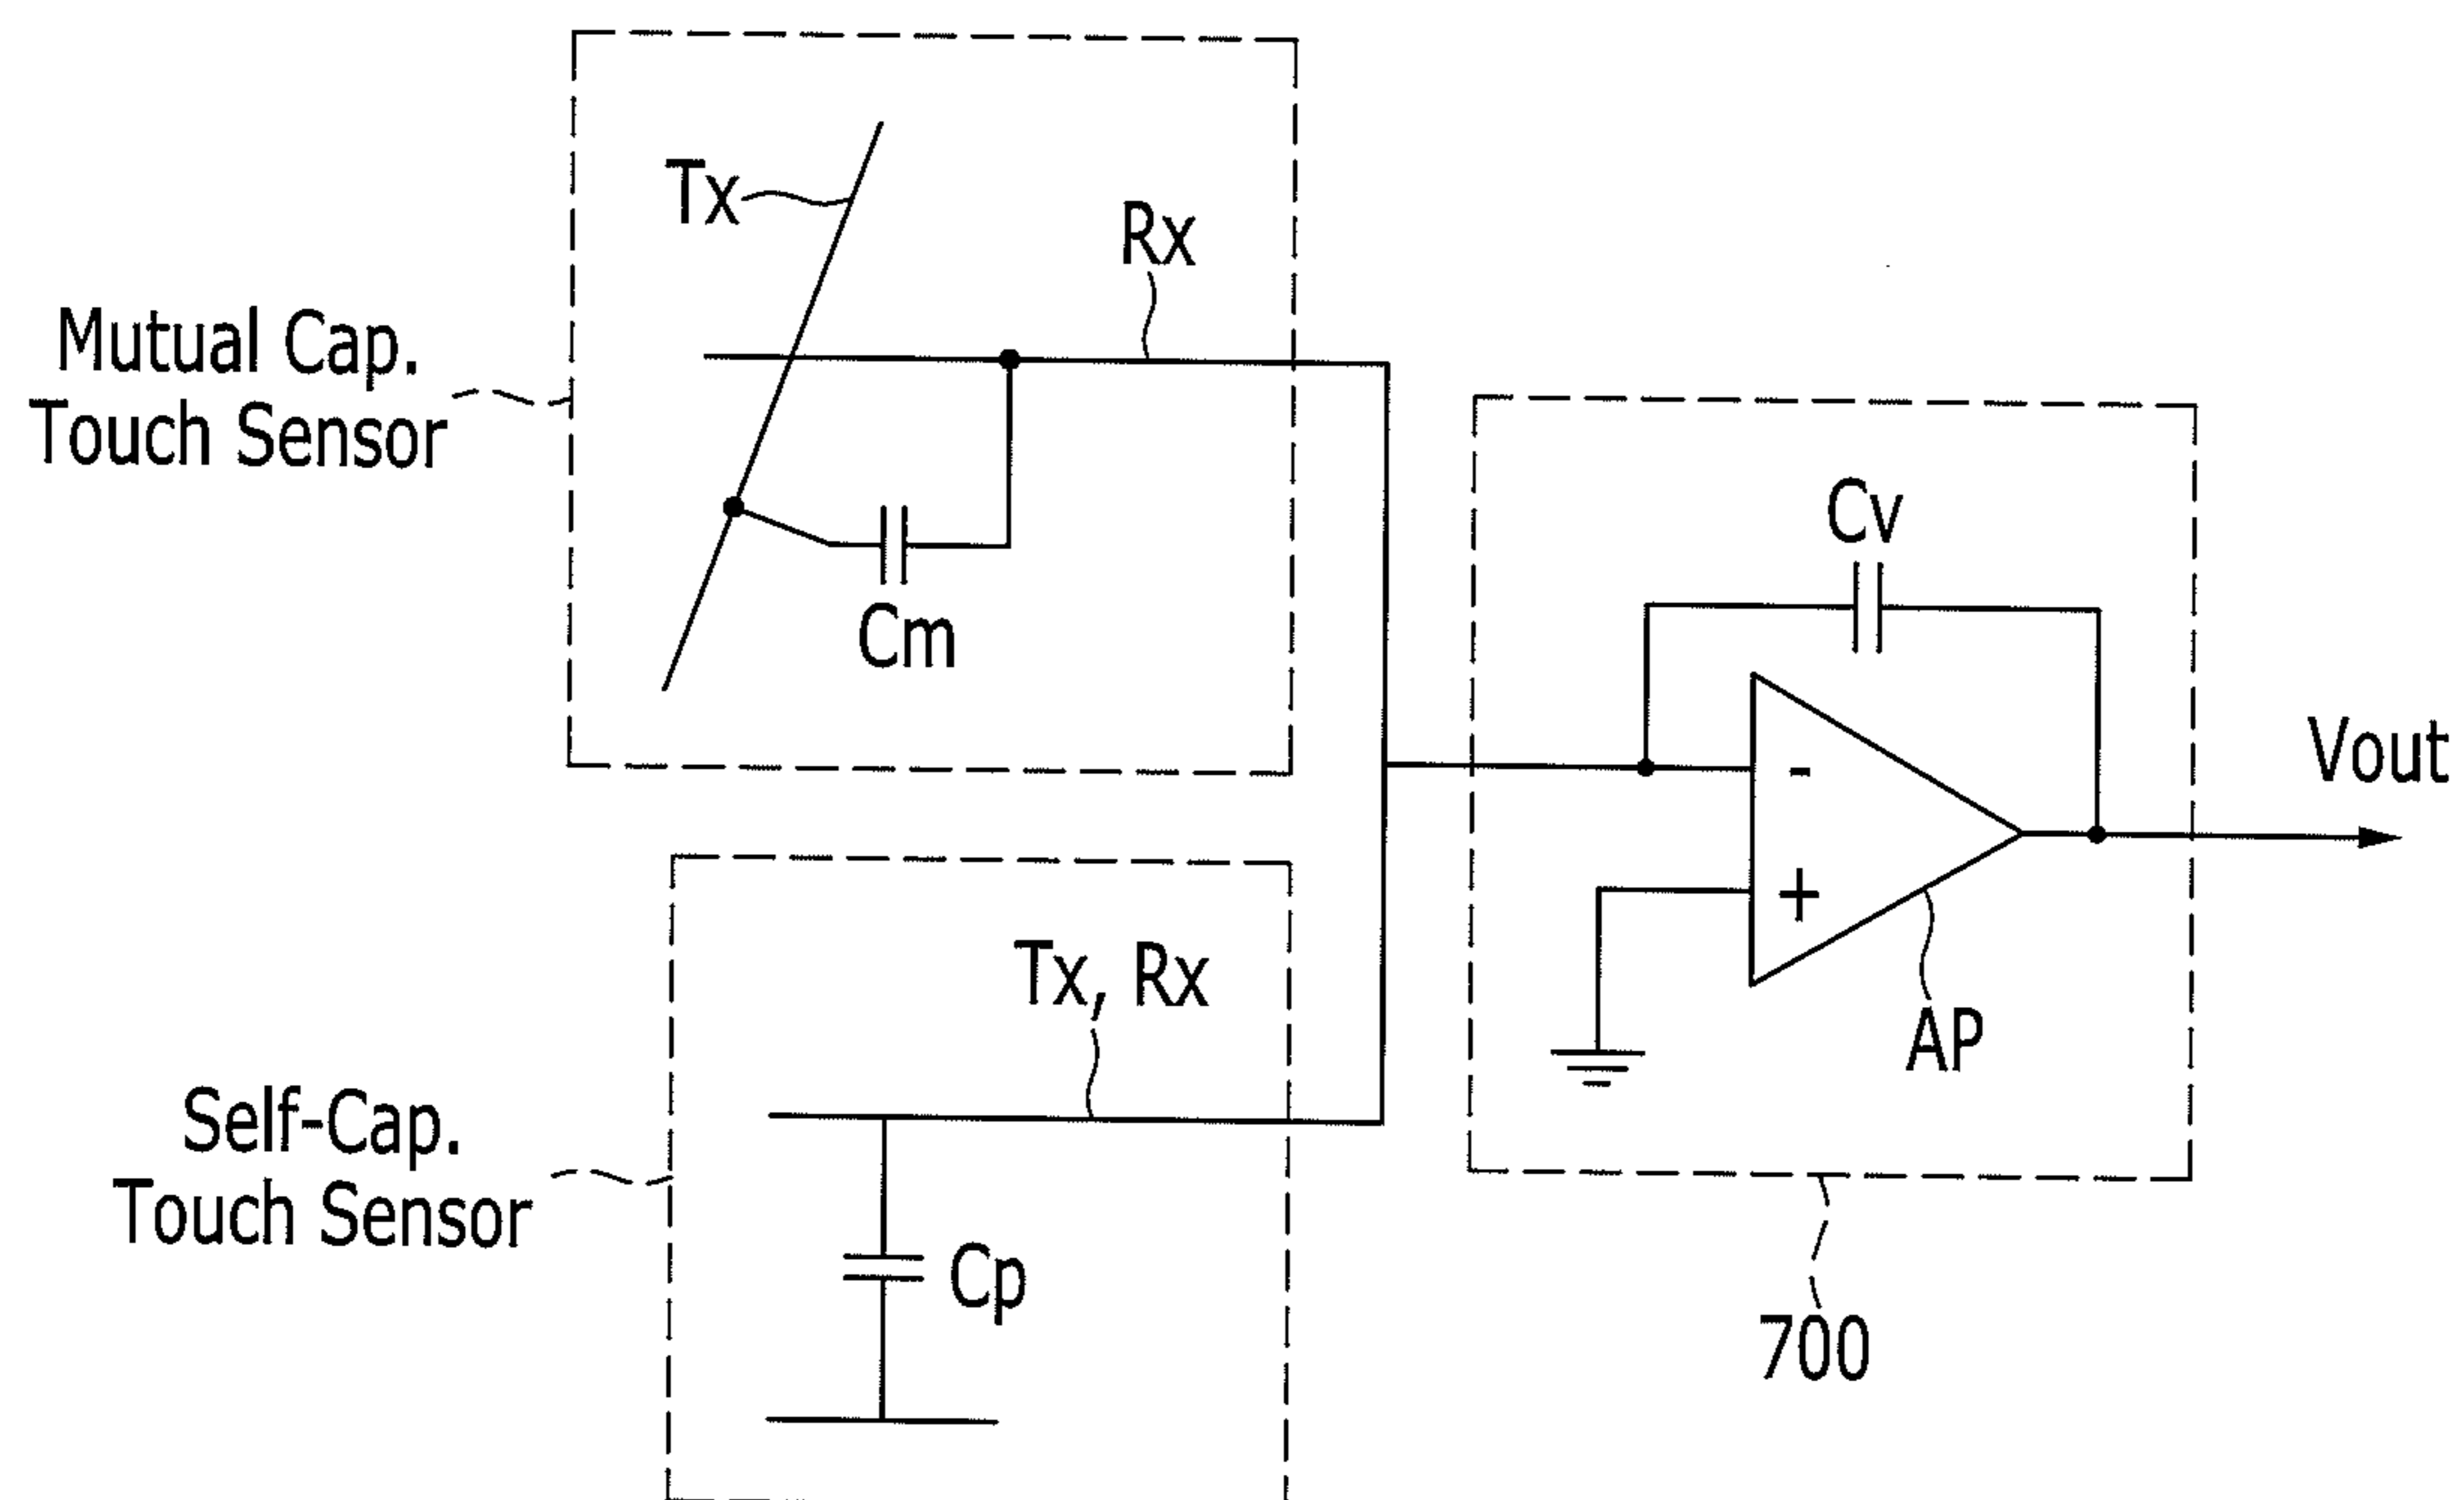 Tx
Rx
Mutual Cap.
Touch Sensor
Cm
Cv
-
+
Vout
AP
Tx, Rx
Self-Cap.
Touch Sensor
Cp
700